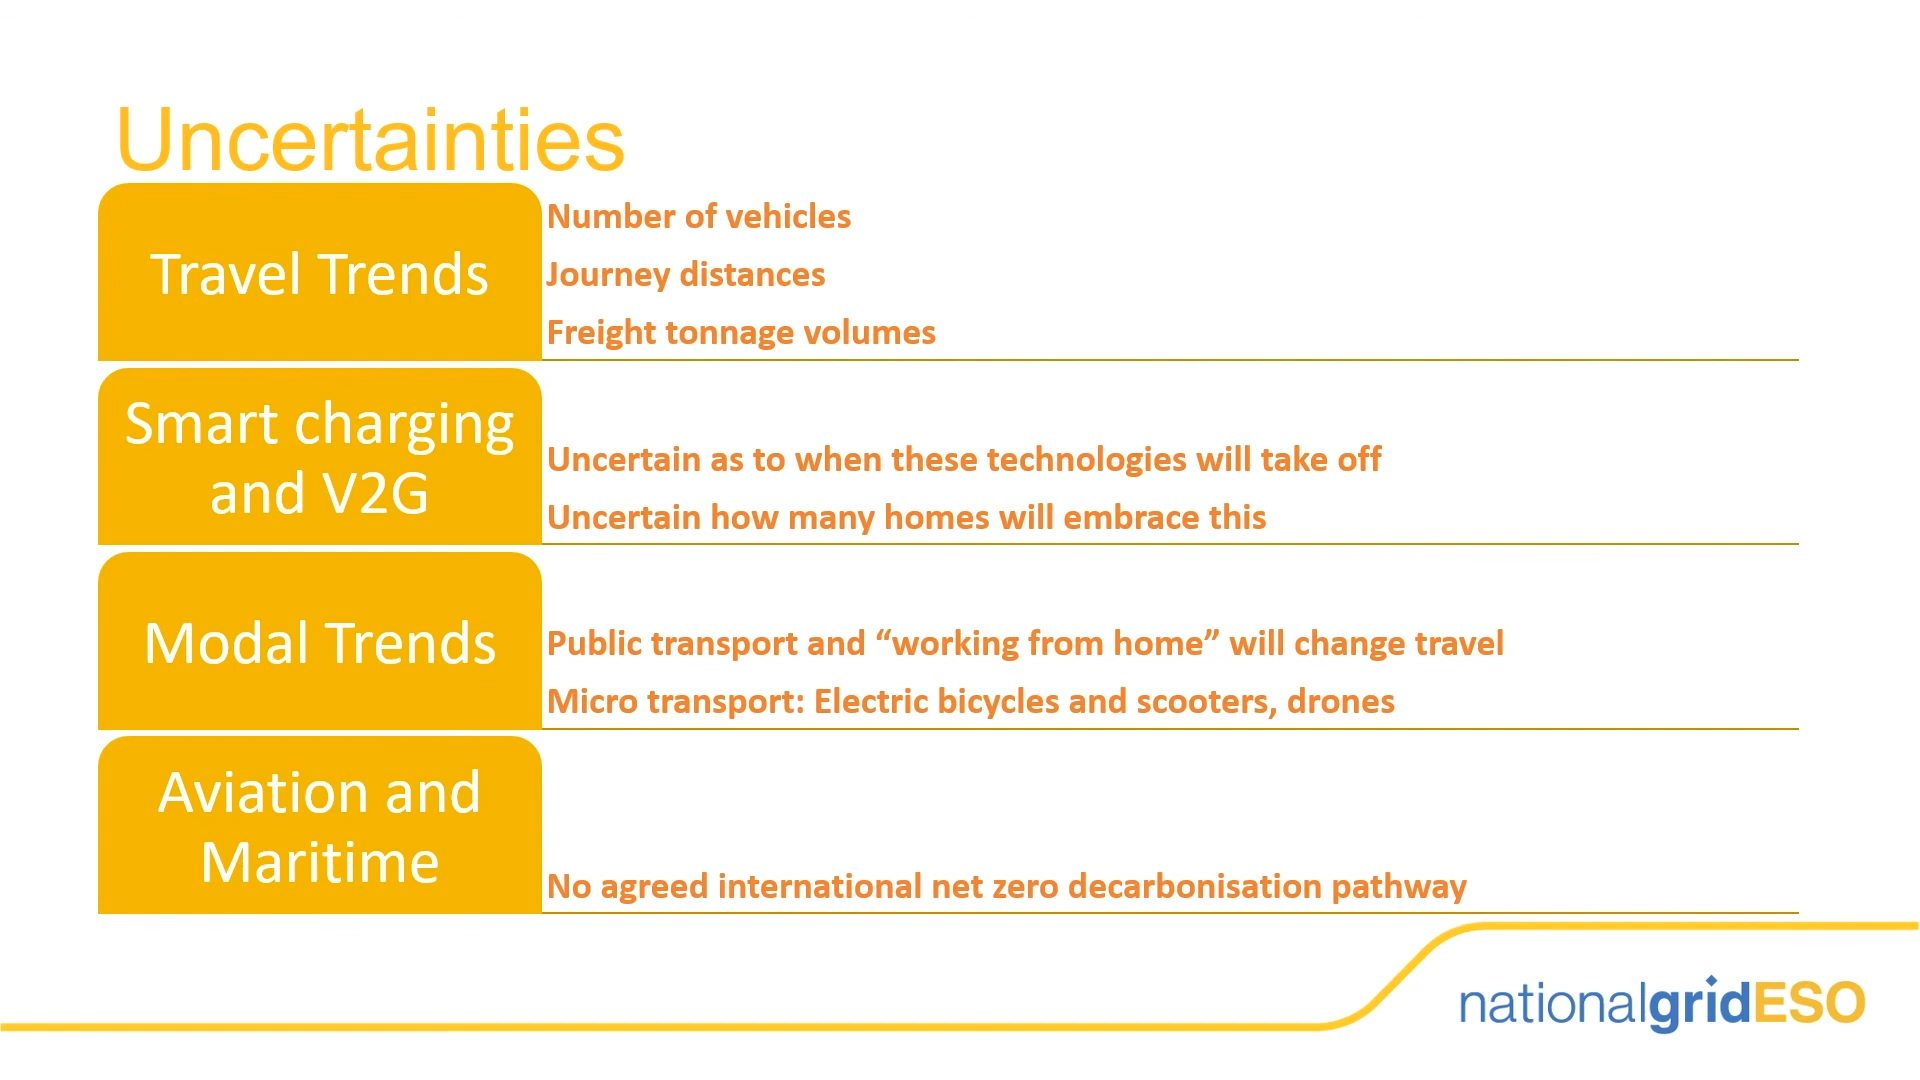 Uncertainties
Travel Trends
Number of vehicles
Journey distances
Freight tonnage volumes
Smart charging
and V2G
Uncertain as to when these technologies will take off
Uncertain how many homes will embrace this
Modal Trends
Public transport and “working from home” will change travel
Micro transport: Electric bicycles and scooters, drones
Aviation and
Maritime
No agreed international net zero decarbonisation pathway
nationalgridESO